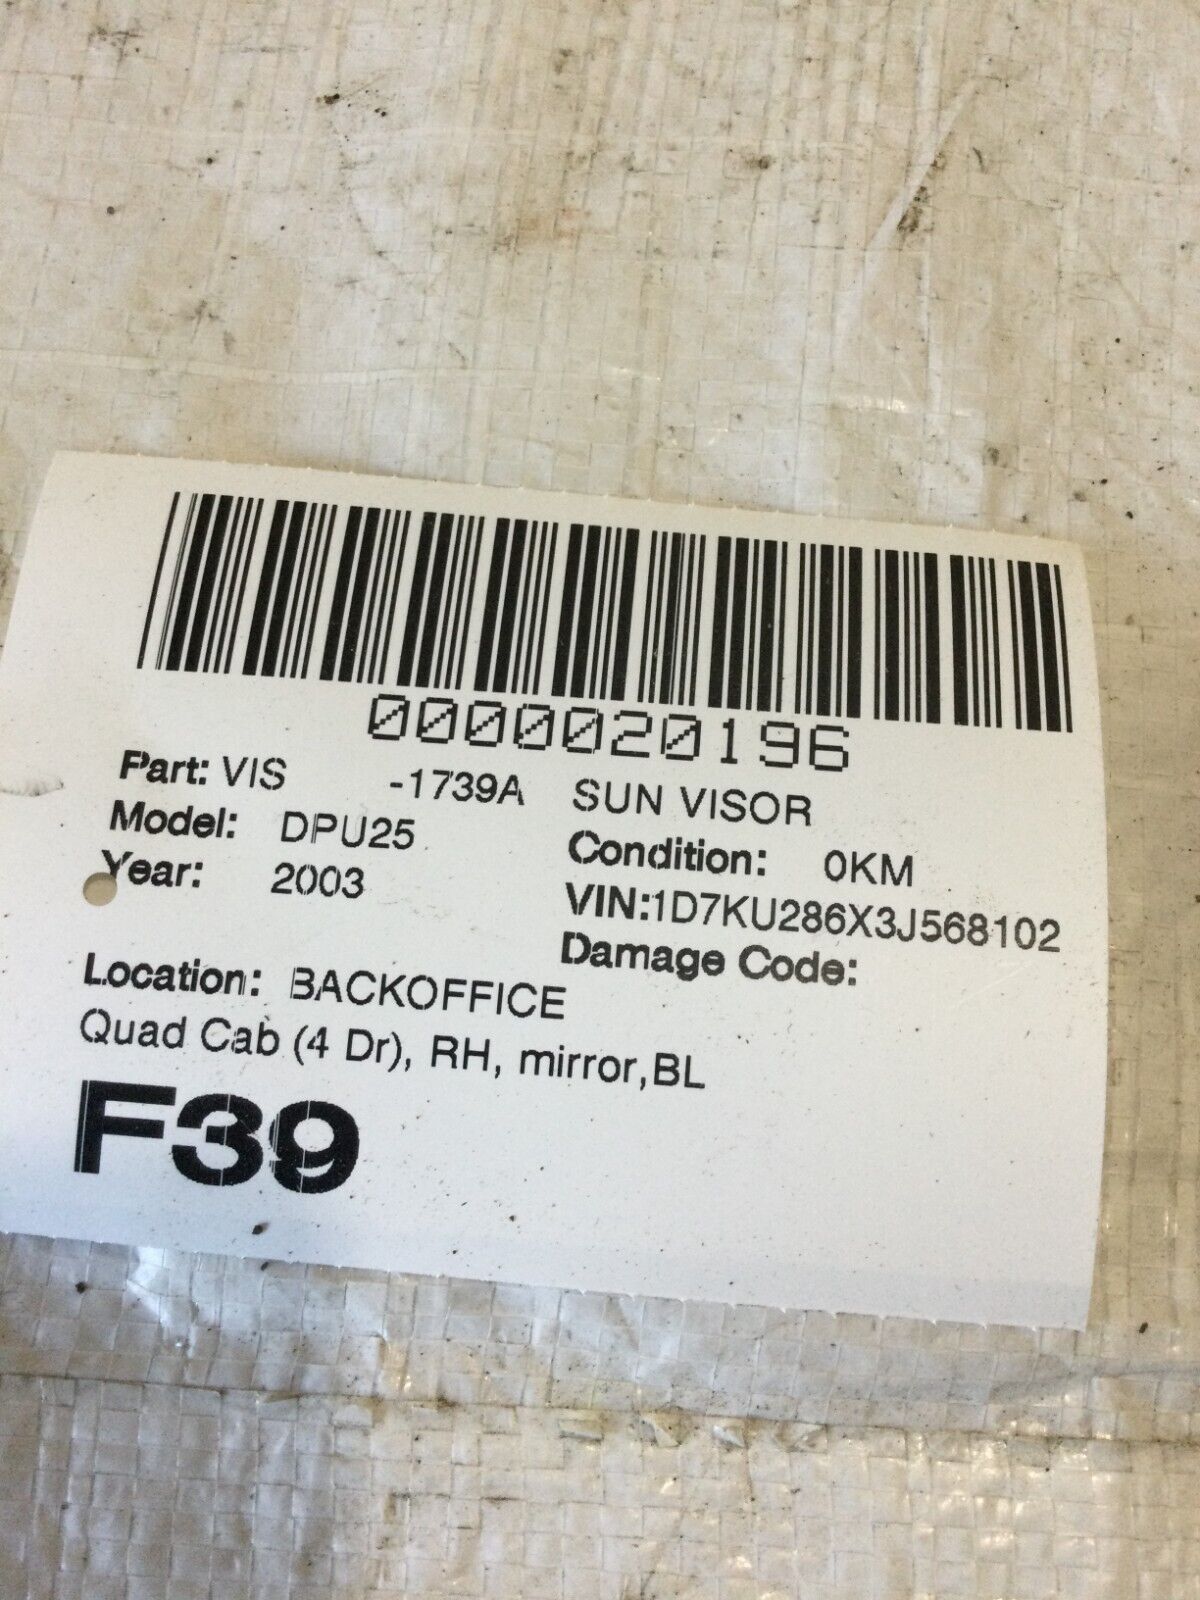 0000020196
Part: VIS -1739A SUN VISOR
Model: DPU25 Condition: 0KM
Year: 2003 VIN:1D7KU286X3J568102
Damage Code:
Location: BACKOFFICE
Quad Cab (4 Dr), RH, mirror,BL
F39